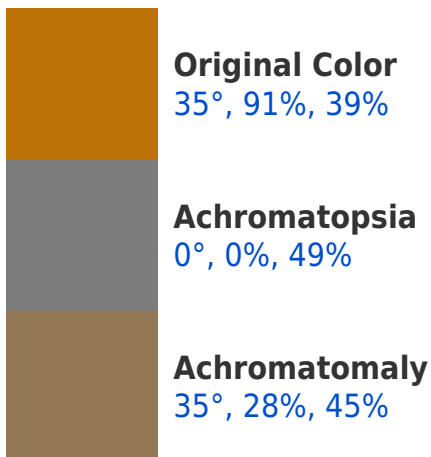 Original Color
35°, 91%, 39%
Achromatopsia
0°, 0%, 49%
Achromatomaly
35°, 28%, 45%